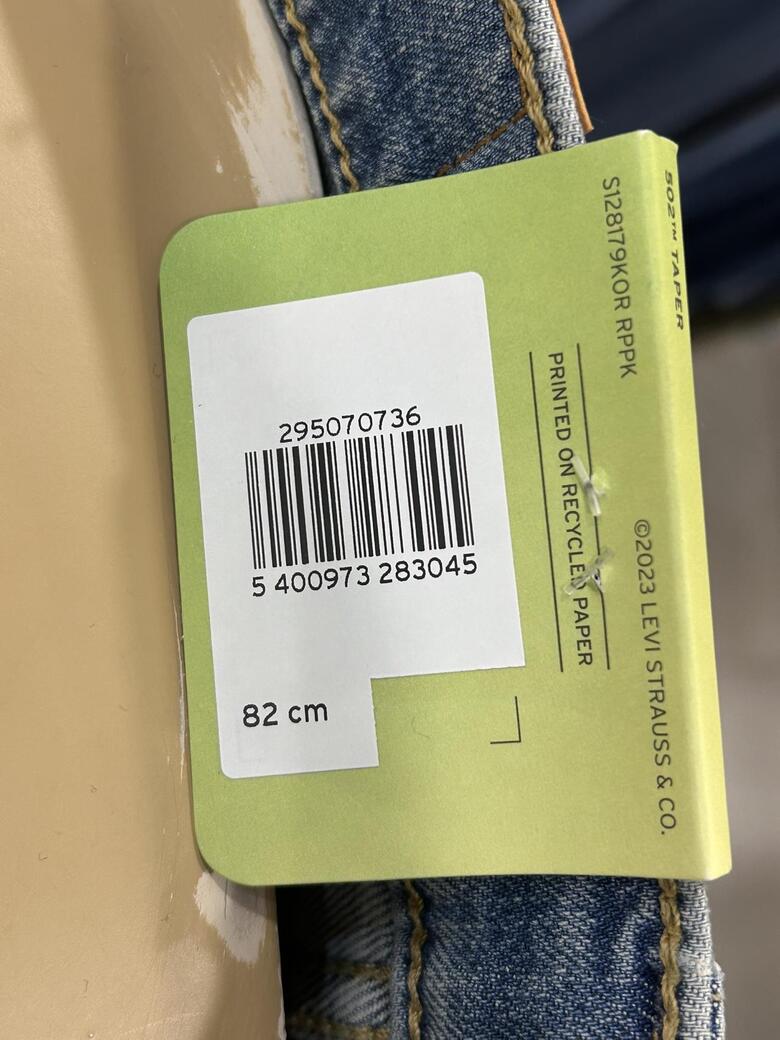 295070736
5 400973 283045
82 cm
PRINTED ON RECYCLED PAPER
S128179KOR RPPK
©2023 LEVI STRAUSS & CO.
502™ TAPER